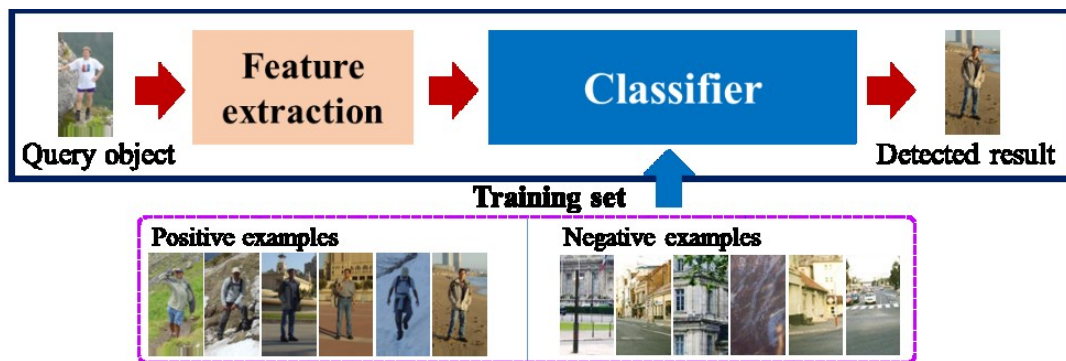 Feature
extraction
Classifier
Query object
Detected result
Training set
Positive examples
Negative examples